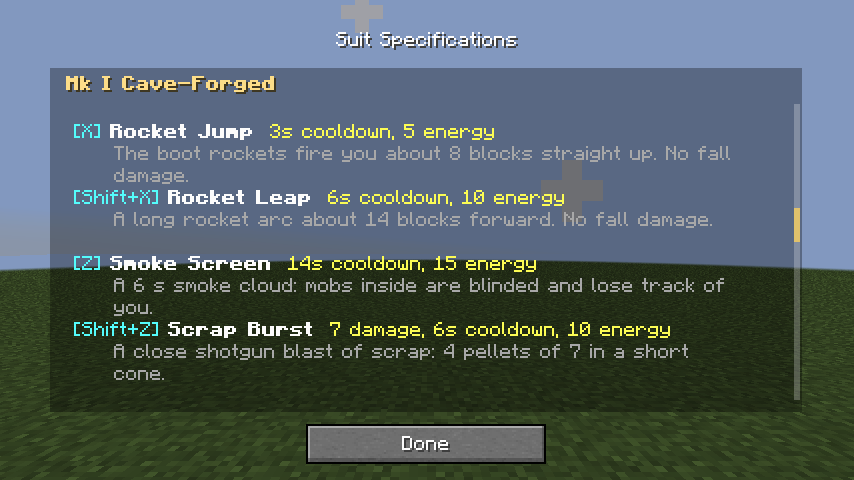 Suit Specifications
Mk I Cave-Forged
[X] Rocket Jump 3s cooldown, 5 energy
The boot rockets fire you about 8 blocks straight up. No fall
damage.
[Shift+X] Rocket Leap 6s cooldown, 10 energy
A long rocket arc about 14 blocks forward. No fall damage.
[Z] Smoke Screen 14s cooldown, 15 energy
A 6 s smoke cloud: mobs inside are blinded and lose track of
you.
[Shift+Z] Scrap Burst 7 damage, 6s cooldown, 10 energy
A close shotgun blast of scrap: 4 pellets of 7 in a short
cone.
Done